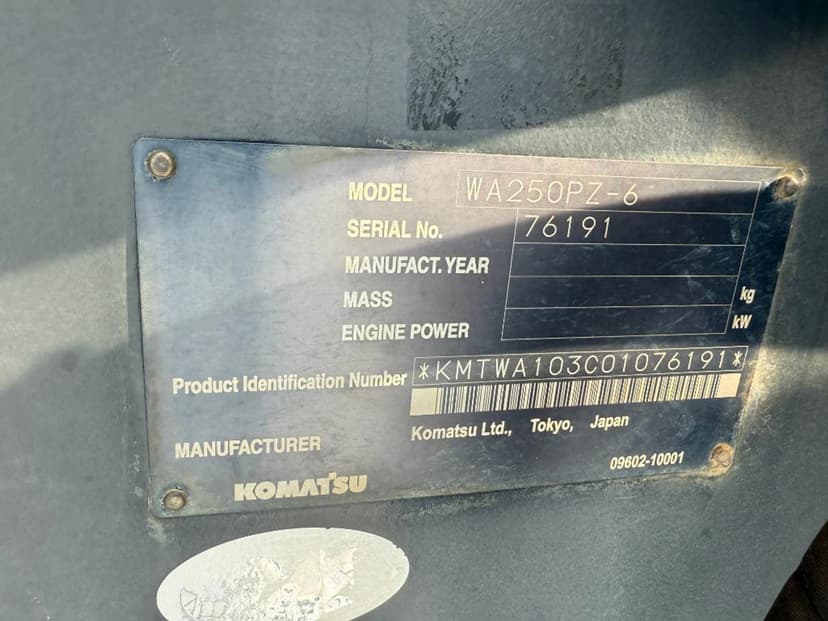 MODEL WA250PZ-6
SERIAL No. 76191
MANUFACT. YEAR
MASS kg
ENGINE POWER kW
Product Identification Number *KMTWA103C01076191*
Komatsu Ltd., Tokyo, Japan
MANUFACTURER
09602-10001
KOMATSU